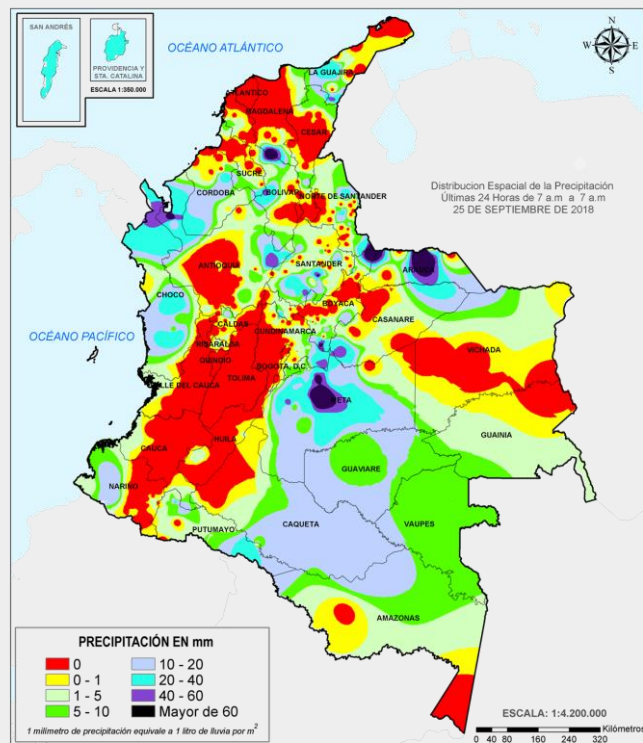 SAN ANDRÉS
PROVIDENCIA Y
STA. CATALINA
ESCALA 1:350.000
OCÉANO ATLÁNTICO
N
W E
S
LA GUAJIRA
ATLANTICO
MAGDALENA
CESAR
SUCRE
CORDOBA
BOLIVAR
NORTE DE SANTANDER
Distribucion Espacial de la Precipitación
Últimas 24 Horas de 7 a.m a 7 a.m
25 DE SEPTIEMBRE DE 2018
ANTIOQUIA
SANTANDER
ARAUCA
CHOCO
BOYACA
CASANARE
OCÉANO PACÍFICO
CALDAS
CUNDINAMARCA
RISARALDA
VICHADA
QUINDIO
BOGOTA, D.C.
TOLIMA
VALLE DEL CAUCA
META
GUAINIA
CAUCA
HUILA
GUAVIARE
NARIÑO
CAQUETA
VAUPES
PUTUMAYO
AMAZONAS
PRECIPITACIÓN EN mm
0 10 - 20
0 - 1 20 - 40
1 - 5 40 - 60
5 - 10 Mayor de 60
1 milimetro de precipitación equivale a 1 litro de lluvia por m²
ESCALA: 1:4.200.000
Kilómetros
0 40 80 160 240 320